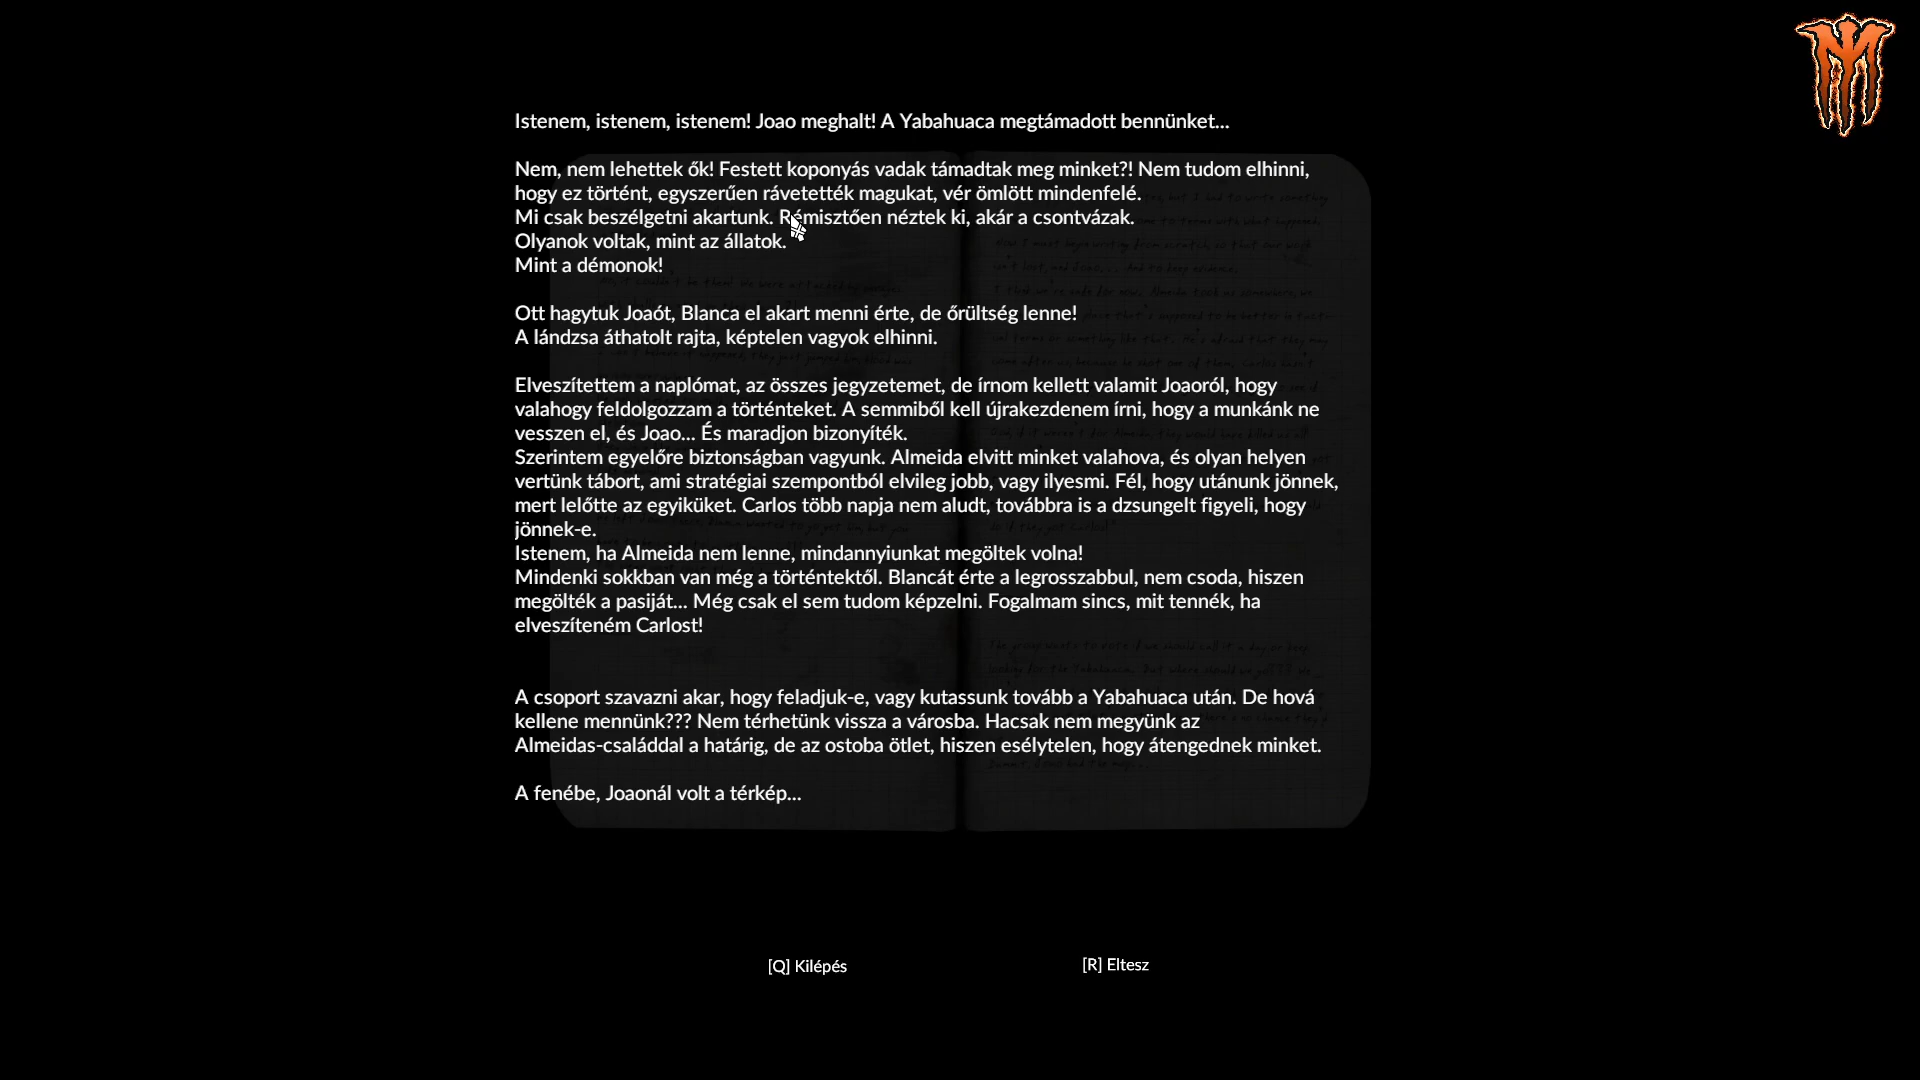 Istenem, istenem, istenem! Joao meghalt! A Yabahuaca megtámadott bennünket...
Nem, nem lehettek ők! Festett koponyás vadak támadtak meg minket?! Nem tudom elhinni,
hogy ez történt, egyszerűen rávetették magukat, vér ömlött mindenfelé.
Mi csak beszélgetni akartunk. Rémisztően néztek ki, akár a csontvázak.
Olyanok voltak, mint az állatok.
Mint a démonok!
Ott hagytuk Joaót, Blanca el akart menni érte, de őrültség lenne!
A lándzsa áthatolt rajta, képtelen vagyok elhinni.
Elveszítettem a naplómat, az összes jegyzetemet, de írnom kellett valamit Joaoról, hogy
valahogy feldolgozzam a történteket. A semmiből kell újrakezdenem írni, hogy a munkánk ne
vesszen el, és Joao... És maradjon bizonyíték.
Szerintem egyelőre biztonságban vagyunk. Almeida elvitt minket valahova, és olyan helyen
vertünk tábort, ami stratégiai szempontból elvileg jobb, vagy ilyesmi. Fél, hogy utánunk jönnek,
mert lelőtte az egyiküket. Carlos több napja nem aludt, továbbra is a dzsungelt figyeli, hogy
jönnek-e.
Istenem, ha Almeida nem lenne, mindannyiunkat megöltek volna!
Mindenki sokkban van még a történtektől. Blancát érte a legrosszabbul, nem csoda, hiszen
megölték a pasiját... Még csak el sem tudom képzelni. Fogalmam sincs, mit tennék, ha
elveszíteném Carlost!
A csoport szavazni akar, hogy feladjuk-e, vagy kutassunk tovább a Yabahuaca után. De hová
kellene mennünk??? Nem térhetünk vissza a városba. Hacsak nem megyünk az
Almeidas-családdal a határig, de az ostoba ötlet, hiszen esélytelen, hogy átengednek minket.
A fenébe, Joaonál volt a térkép...
[Q] Kilépés
[R] Eltesz